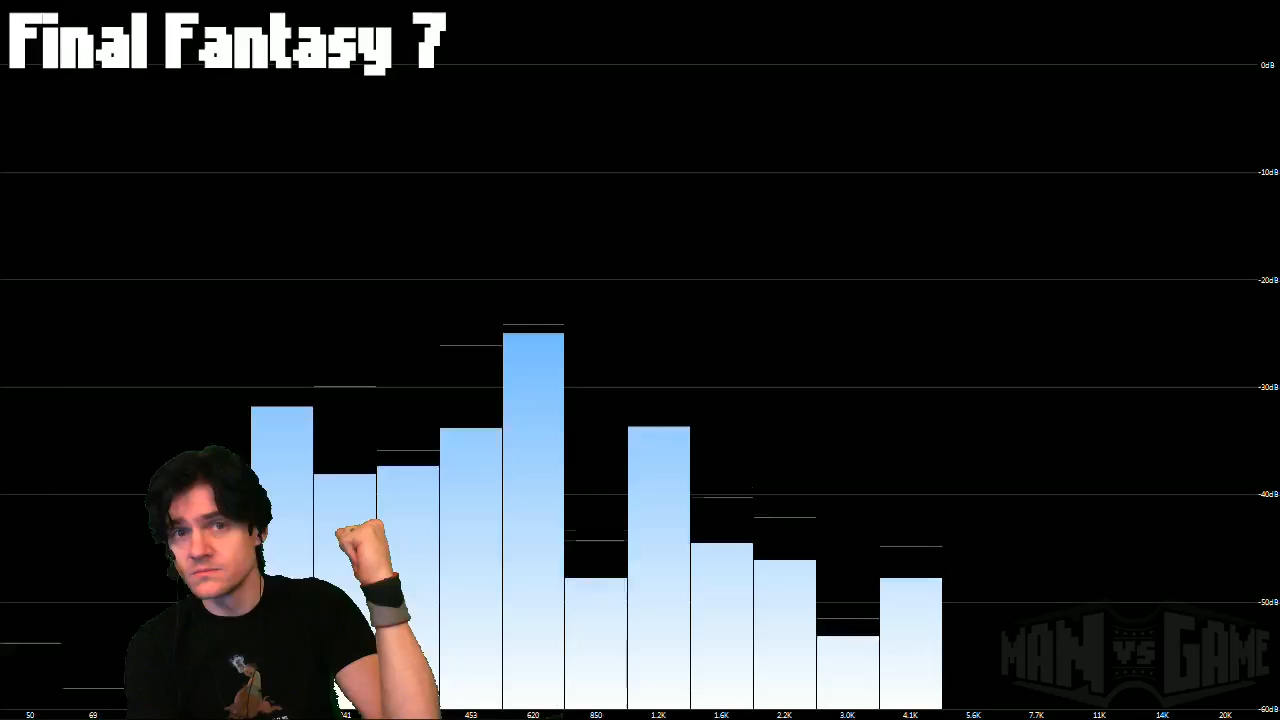 Final Fantasy 7
0dB
-10dB
-20dB
-30dB
-40dB
-50dB
MAN VS GAME
-60dB
50 69 341 453 620 850 1.2K 1.6K 2.2K 3.0K 4.1K 5.6K 7.7K 11K 14K 20K